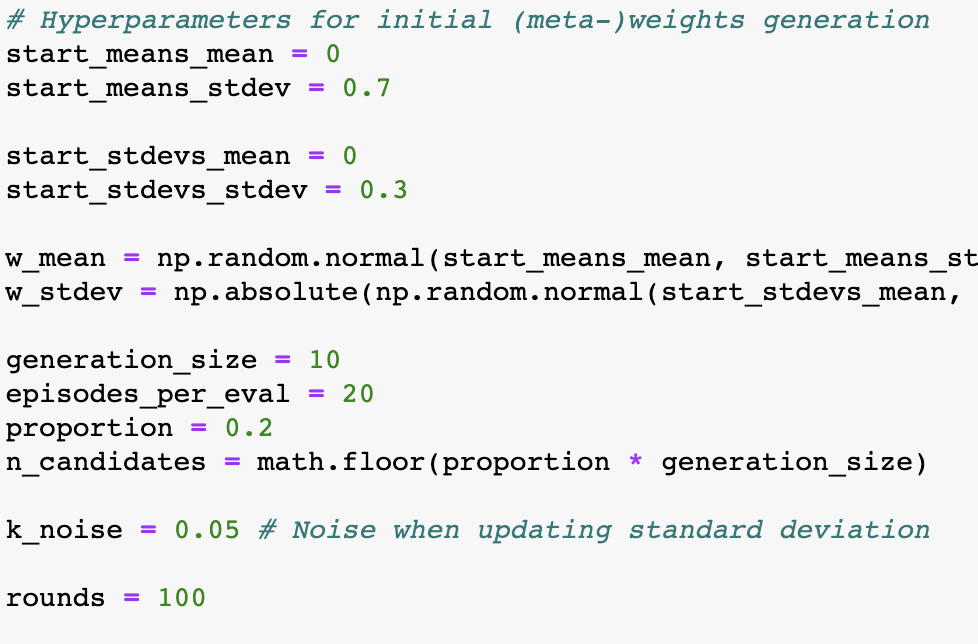 # Hyperparameters for initial (meta-)weights generation
start_means_mean = 0
start_means_stdev = 0.7
start_stdevs_mean = 0
start_stdevs_stdev = 0.3
w_mean = np.random.normal(start_means_mean, start_means_st
w_stdev = np.absolute(np.random.normal(start_stdevs_mean,
generation_size = 10
episodes_per_eval = 20
proportion = 0.2
n_candidates = math.floor(proportion * generation_size)
k_noise = 0.05 # Noise when updating standard deviation
rounds = 100